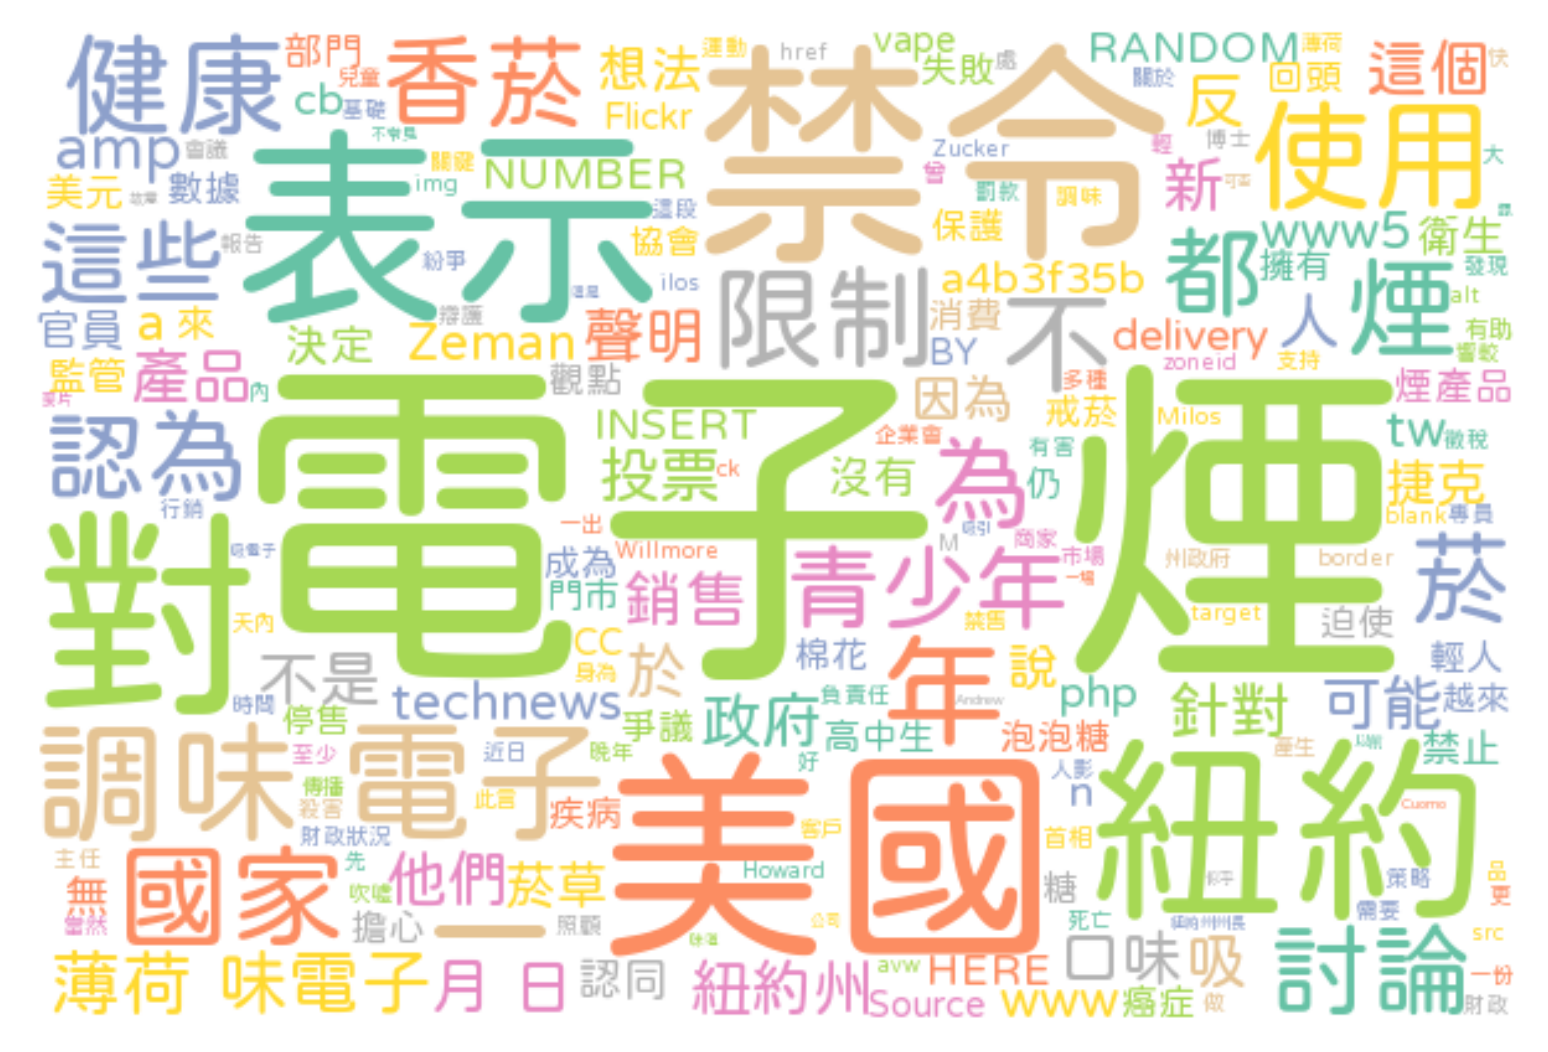 健康 部門 香菸 想法 運動 href vape RANDOM 薄荷 這個 快
兒童 cb 基礎 Flickr 失敗 處 關於 反 回頭
amp 會議 表示 NUMBER 禁令 Zucker 輕 博士 使用 大
美元 數據 關鍵 img 這段 曾 罰款 調味 新
這些 報告 紛爭 協會 ilos 保護 都 www5 衛生
擁有 煙 發現 alt
官員 a 來 辯護 限制 a4b3f35b 消費 不 人 有助
決定 Zeman 聲明 BY delivery zoneid 支持
監管 產品 內 觀點 因為 多種 戒菸 Milos 煙產品
認為 電子煙 INSERT 企業會 有害 tw 徵稅
行銷 投票 ck 沒有 為 仍 捷克
對 一出 吸引 M 商家 市場 blank 專員
吸電子 Willmore 成為 門市 銷售 青少年 一場 州政府 border 菸
天內 CC 身為 禁售 target 迫使
不是 於 棉花 年 說 輕人
時間 停售 technews 爭議 政府 負責任 Andrew php 針對 可能 越來
調味電子 至少 近日 晚年 高中生 好 泡泡糖 產生 禁止
傳播 殺害 此言 疾病 美國 人影 n 紐約 Cuomo
財政狀況 客戶 首相
主任 國家 先 他們 菸草 Howard 糖 似乎 策略 品
無 當然 吹噓 擔心 一 照顧 公司 死亡 需要 更
薄荷 味電子 月 日 認同 紐約州 avw HERE 口味 吸 討論 src 一份
Source www 癌症 做 財政